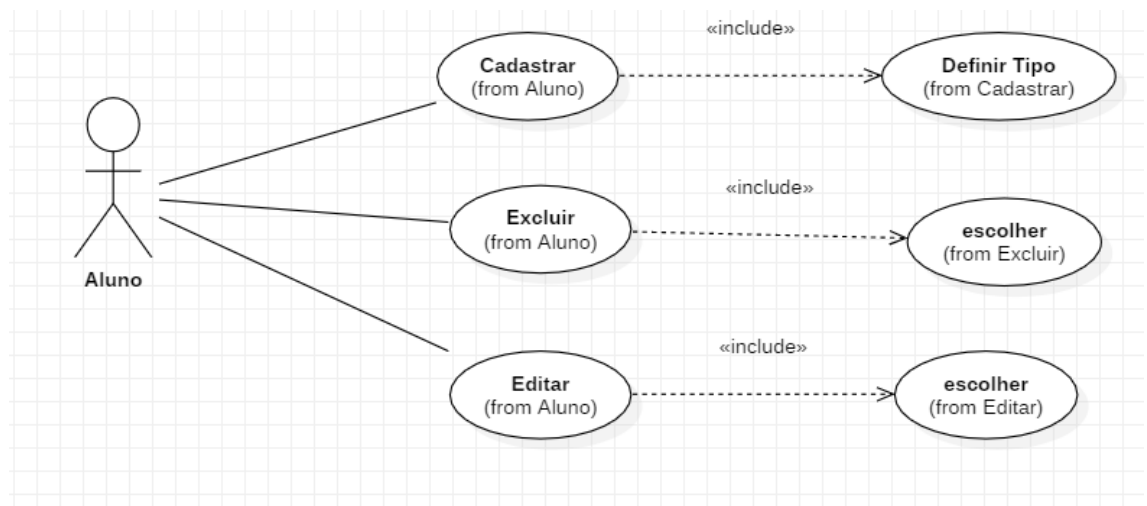 «include»
Cadastrar
(from Aluno)
Definir Tipo
(from Cadastrar)
«include»
Excluir
(from Aluno)
escolher
(from Excluir)
Aluno
«include»
Editar
(from Aluno)
escolher
(from Editar)